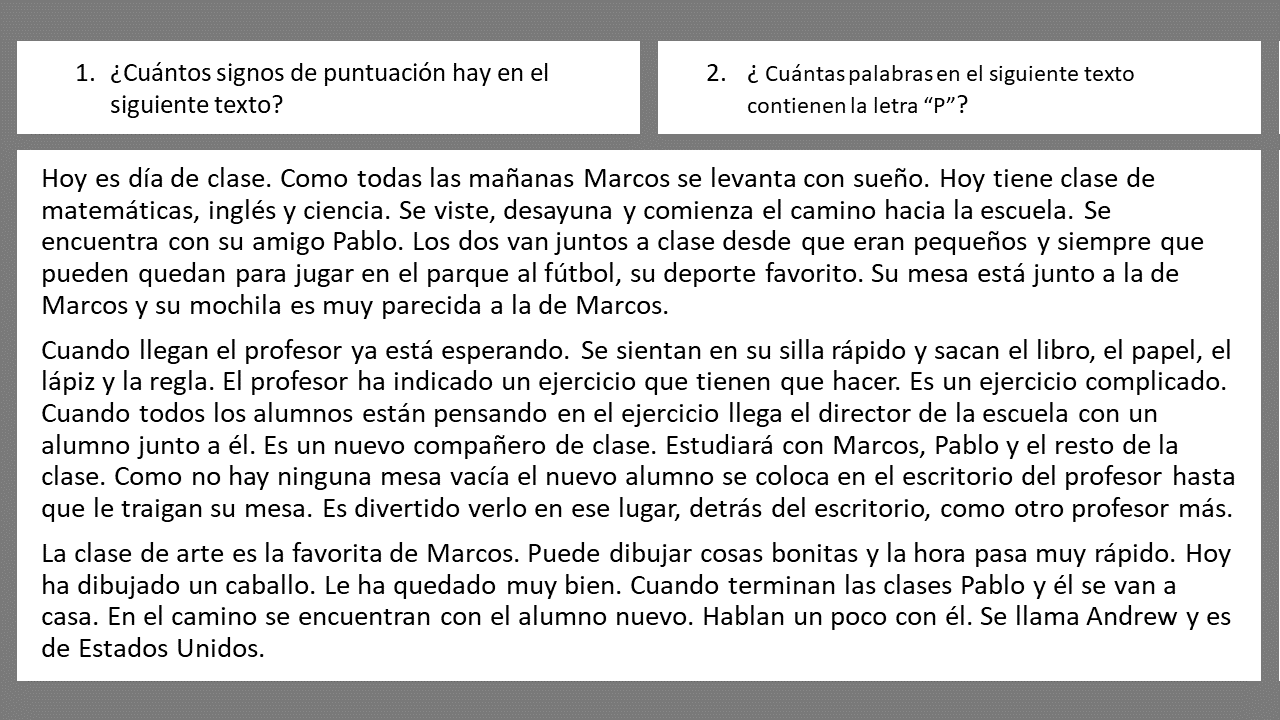 1. ¿Cuántos signos de puntuación hay en el
siguiente texto?
2. ¿ Cuántas palabras en el siguiente texto
contienen la letra “P”?
Hoy es día de clase. Como todas las mañanas Marcos se levanta con sueño. Hoy tiene clase de
matemáticas, inglés y ciencia. Se viste, desayuna y comienza el camino hacia la escuela. Se
encuentra con su amigo Pablo. Los dos van juntos a clase desde que eran pequeños y siempre que
pueden quedan para jugar en el parque al fútbol, su deporte favorito. Su mesa está junto a la de
Marcos y su mochila es muy parecida a la de Marcos.
Cuando llegan el profesor ya está esperando. Se sientan en su silla rápido y sacan el libro, el papel, el
lápiz y la regla. El profesor ha indicado un ejercicio que tienen que hacer. Es un ejercicio complicado.
Cuando todos los alumnos están pensando en el ejercicio llega el director de la escuela con un
alumno junto a él. Es un nuevo compañero de clase. Estudiará con Marcos, Pablo y el resto de la
clase. Como no hay ninguna mesa vacía el nuevo alumno se coloca en el escritorio del profesor hasta
que le traigan su mesa. Es divertido verlo en ese lugar, detrás del escritorio, como otro profesor más.
La clase de arte es la favorita de Marcos. Puede dibujar cosas bonitas y la hora pasa muy rápido. Hoy
ha dibujado un caballo. Le ha quedado muy bien. Cuando terminan las clases Pablo y él se van a
casa. En el camino se encuentran con el alumno nuevo. Hablan un poco con él. Se llama Andrew y es
de Estados Unidos.